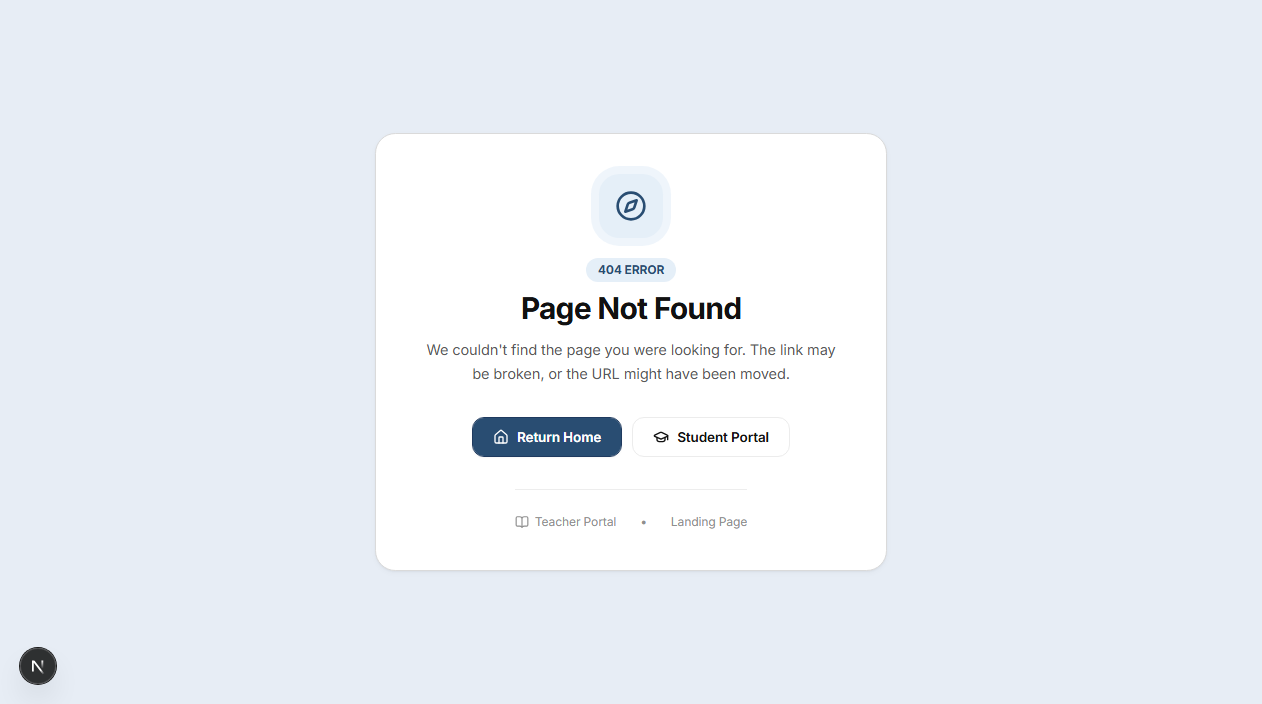 404 ERROR
Page Not Found
We couldn't find the page you were looking for. The link may
be broken, or the URL might have been moved.
Return Home
Student Portal
Teacher Portal • Landing Page
N